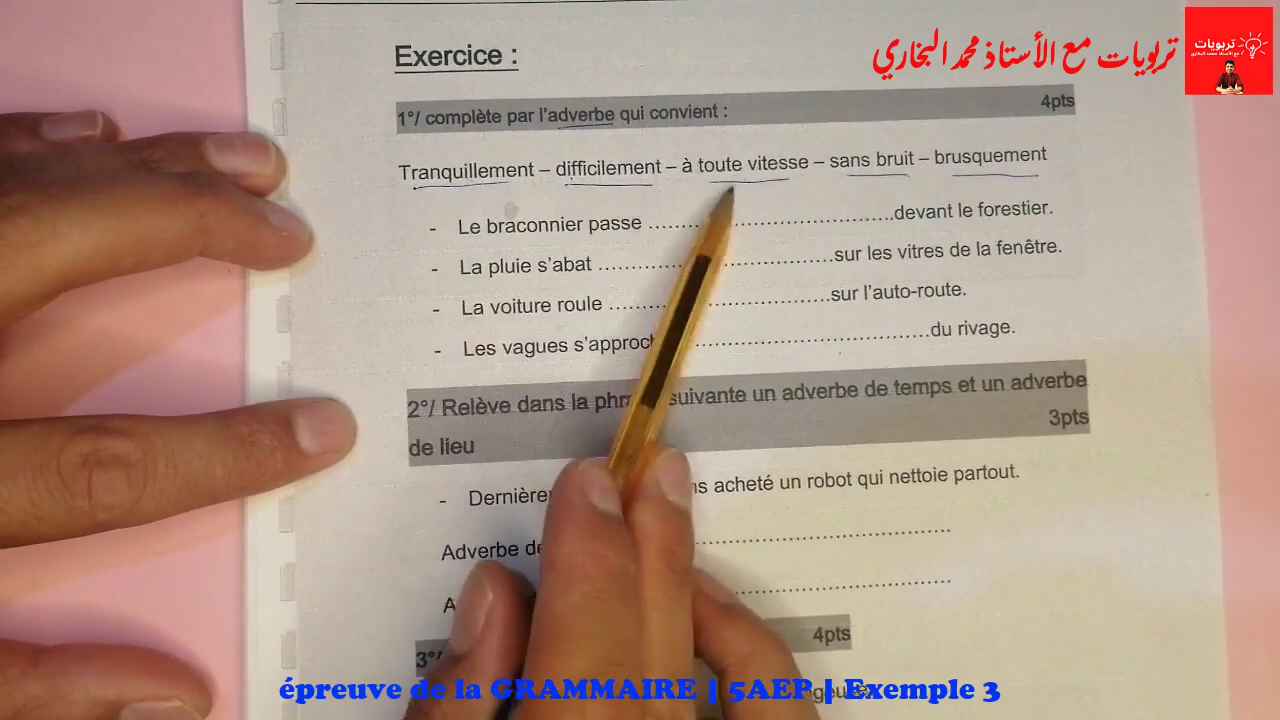 تربويات مع الأستاذ محمد البخاري
تربويات
مع الأستاذ محمد البخاري
Exercice :
1°/ complète par l'adverbe qui convient : 4pts
Tranquillement – difficilement – à toute vitesse – sans bruit – brusquement
- Le braconnier passe ..........................................devant le forestier.
- La pluie s'abat ..........................................sur les vitres de la fenêtre.
- La voiture roule ........................................sur l'auto-route.
- Les vagues s'approch ........................................du rivage.
2°/ Relève dans la suivante un adverbe de temps et un adverbe
de lieu 3pts
- acheté un robot qui nettoie partout.
Adverbe ..........................................
..........................................
3°/ 4pts
épreuve de la GRAMMAIRE | 5AEP | Exemple 3